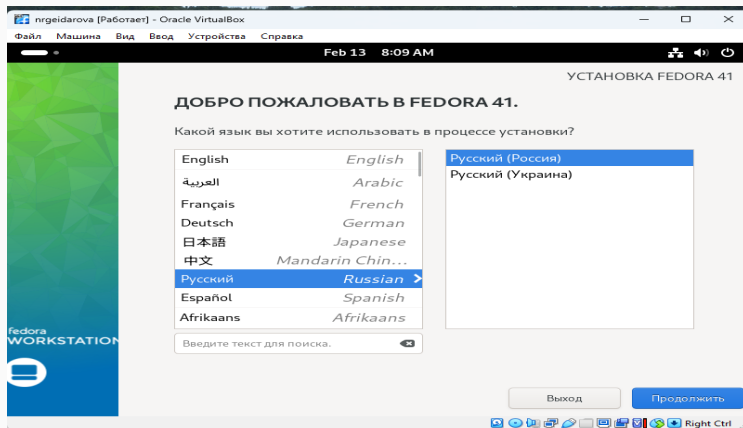 nrgeidarova [Работает] - Oracle VirtualBox
Файл Машина Вид Ввод Устройства Справка
Feb 13 8:09 AM
УСТАНОВКА FEDORA 41
ДОБРО ПОЖАЛОВАТЬ В FEDORA 41.
Какой язык вы хотите использовать в процессе установки?
English English
العربية Arabic
Français French
Deutsch German
日本語 Japanese
中文 Mandarin Chin...
Русский Russian
Español Spanish
Afrikaans Afrikaans
Введите текст для поиска.
Русский (Россия)
Русский (Украина)
fedora
WORKSTATION
Выход Продолжить
Right Ctrl